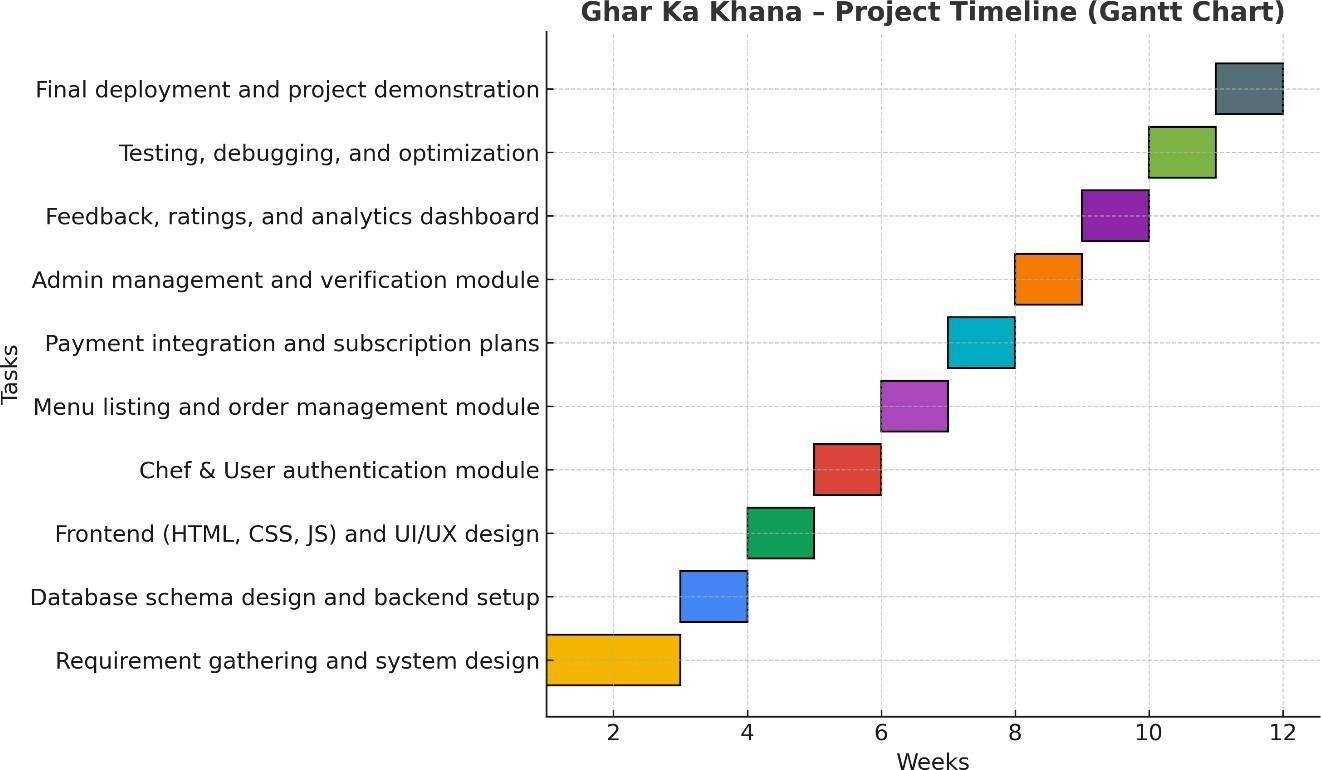 Ghar Ka Khana – Project Timeline (Gantt Chart)
Final deployment and project demonstration
Testing, debugging, and optimization
Feedback, ratings, and analytics dashboard
Admin management and verification module
Payment integration and subscription plans
Menu listing and order management module
Chef & User authentication module
Frontend (HTML, CSS, JS) and UI/UX design
Database schema design and backend setup
Requirement gathering and system design
Tasks
2 4 6 8 10 12
Weeks